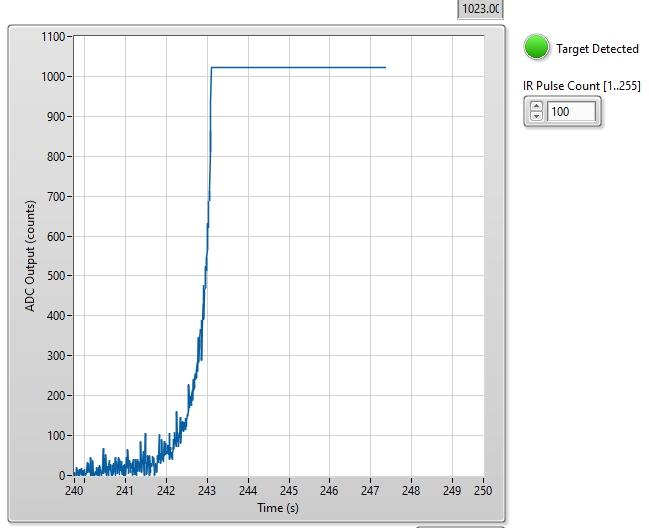 1023.00
Target Detected
IR Pulse Count [1..255]
100
ADC Output (counts)
1100
1000
900
800
700
600
500
400
300
200
100
0
240 241 242 243 244 245 246 247 248 249 250
Time (s)